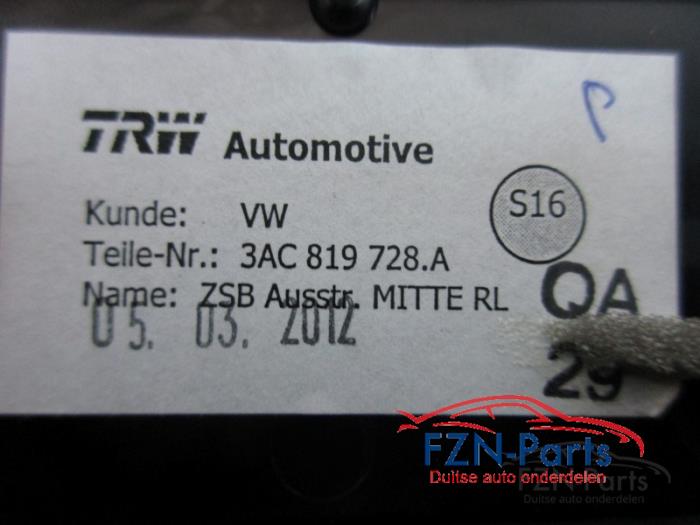 P
TRW Automotive
S16
Kunde: VW
Teile-Nr.: 3AC 819 728.A
Name: ZSB Ausstr. MITTE RL
QA
05. 03. 2012
29
FZN-Parts
Duitse auto onderdelen
FZN-Parts
Duitse auto onderdelen